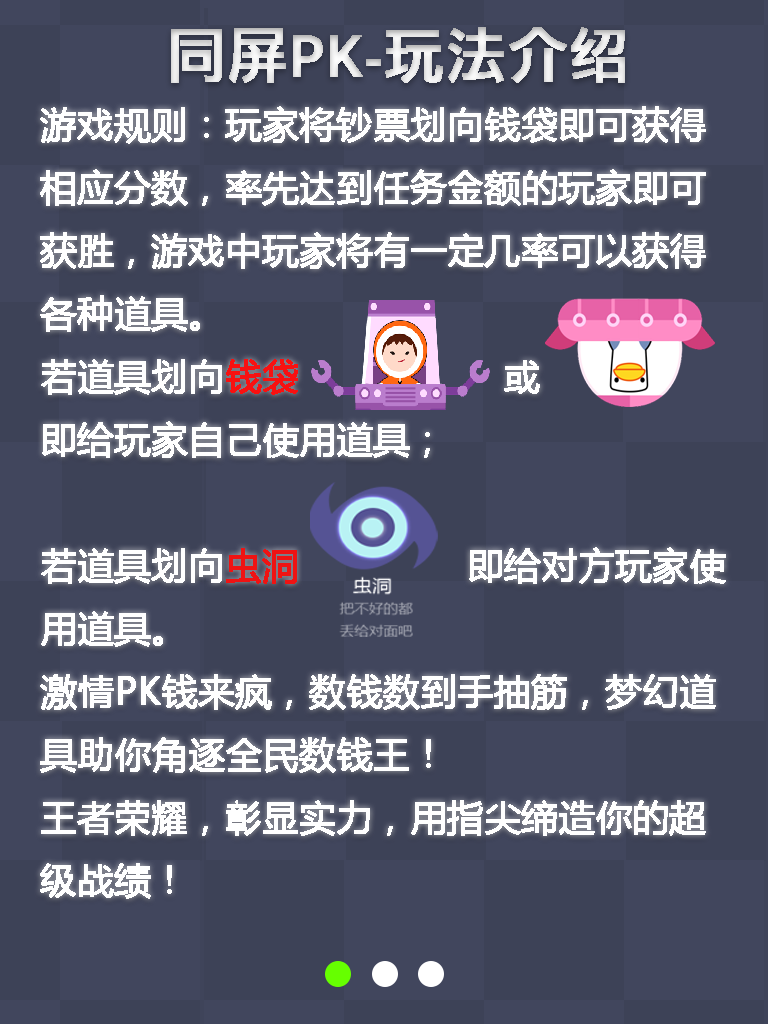 同屏PK-玩法介绍
游戏规则：玩家将钞票划向钱袋即可获得
相应分数，率先达到任务金额的玩家即可
获胜，游戏中玩家将有一定几率可以获得
各种道具。
若道具划向钱袋 或
即给玩家自己使用道具；
若道具划向虫洞 即给对方玩家使
虫洞
把不好的都
丢给对面吧
用道具。
激情PK钱来疯，数钱数到手抽筋，梦幻道
具助你角逐全民数钱王！
王者荣耀，彰显实力，用指尖缔造你的超
级战绩！